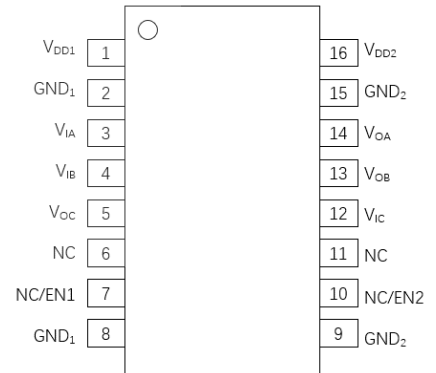 VDD1 1 16 VDD2
GND1 2 15 GND2
VIA 3 14 VOA
VIB 4 13 VOB
VOC 5 12 VIC
NC 6 11 NC
NC/EN1 7 10 NC/EN2
GND1 8 9 GND2